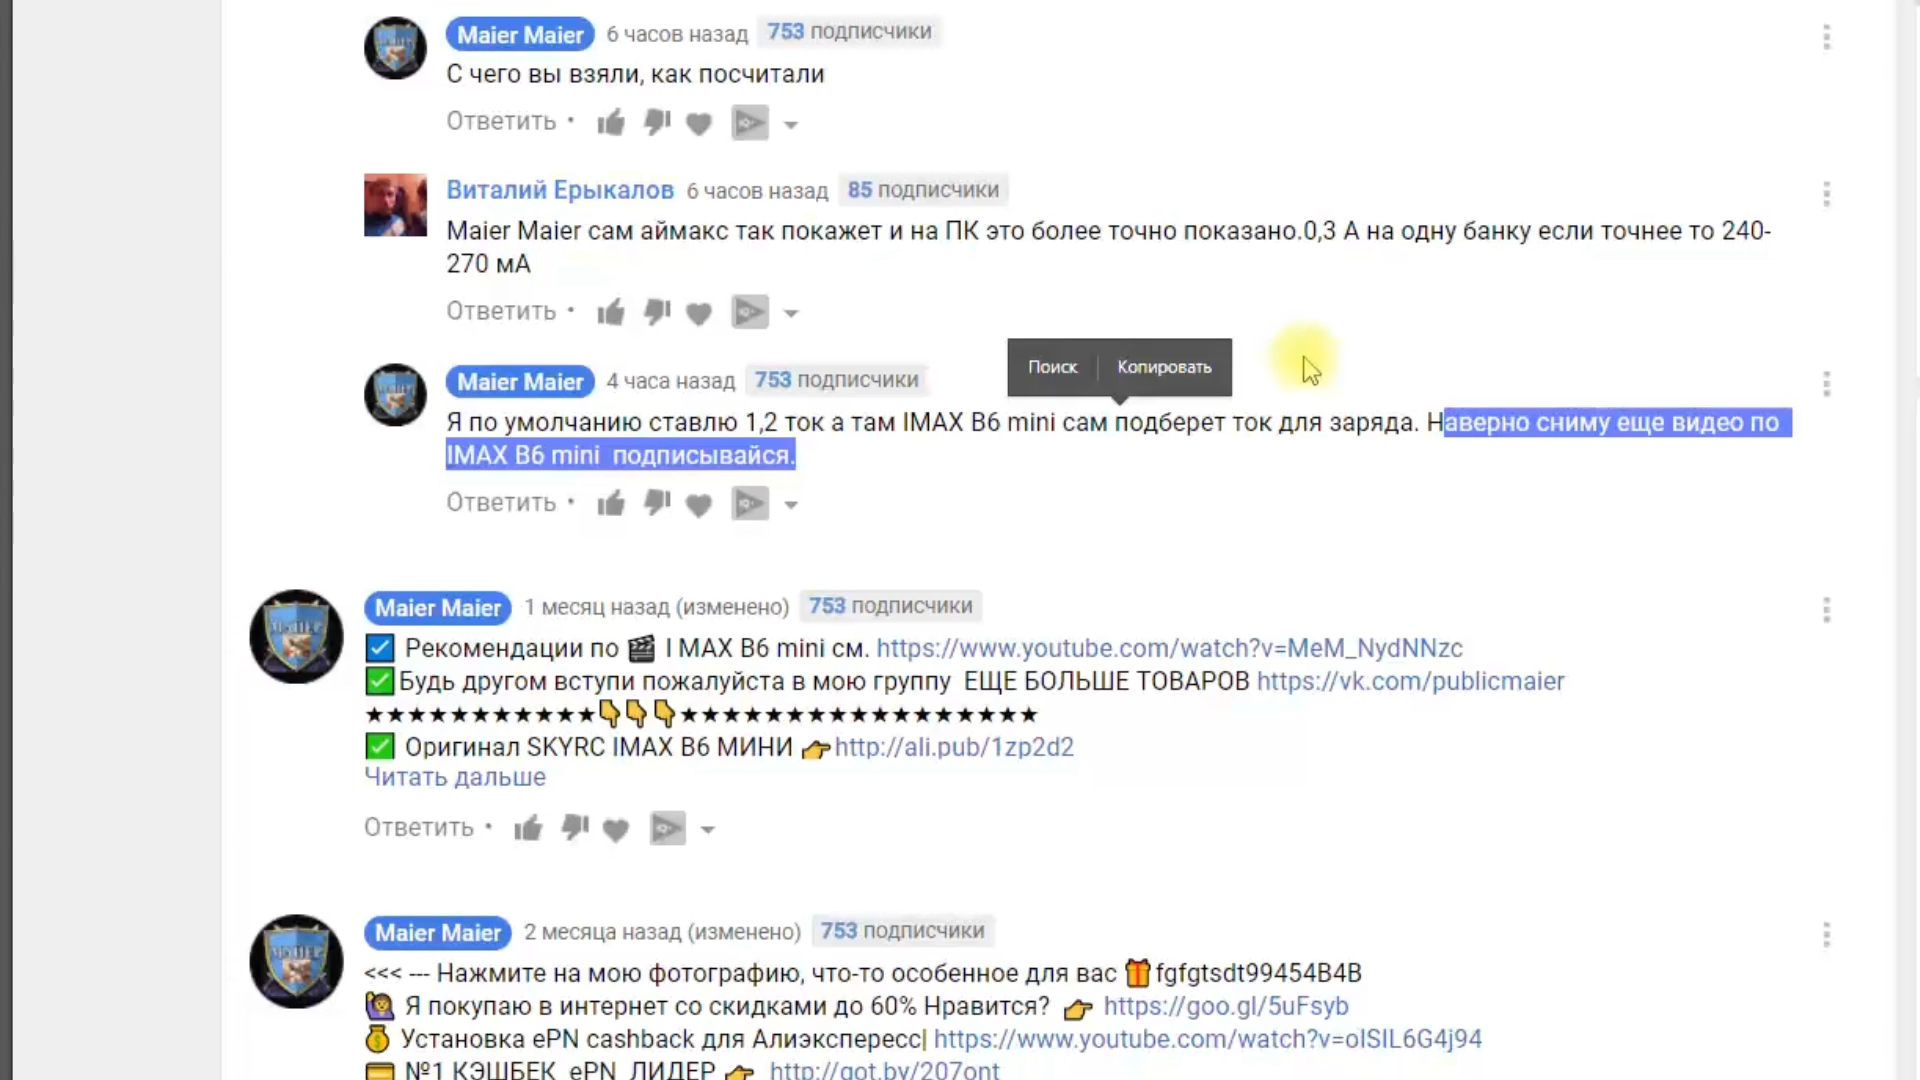 Maier Maier 6 часов назад 753 подписчики
С чего вы взяли, как посчитали
Ответить •
Виталий Ерыкалов 6 часов назад 85 подписчики
Maier Maier сам аймакс так покажет и на ПК это более точно показано.0,3 А на одну банку если точнее то 240-
270 мА
Ответить •
Поиск Копировать
Maier Maier 4 часа назад 753 подписчики
Я по умолчанию ставлю 1,2 ток а там IMAX B6 mini сам подберет ток для заряда. Наверно сниму еще видео по
IMAX B6 mini подписывайся.
Ответить •
Maier Maier 1 месяц назад (изменено) 753 подписчики
☑ Рекомендации по 🎬 I MAX B6 mini см. https://www.youtube.com/watch?v=MeM_NydNNzc
✅Будь другом вступи пожалуйста в мою группу ЕЩЕ БОЛЬШЕ ТОВАРОВ https://vk.com/publicmaier
★★★★★★★★★★★👇👇👇★★★★★★★★★★★★★★★★★
✅ Оригинал SKYRC IMAX B6 МИНИ 👉http://ali.pub/1zp2d2
Читать дальше
Ответить •
Maier Maier 2 месяца назад (изменено) 753 подписчики
<<< --- Нажмите на мою фотографию, что-то особенное для вас 🎁fgfgtsdt99454B4B
🙋 Я покупаю в интернет со скидками до 60% Нравится? 👉 https://goo.gl/5uFsyb
💰 Установка ePN cashback для Алиэкспересс| https://www.youtube.com/watch?v=oISIL6G4j94
💳 №1 КЭШБЕК ePN ЛИДЕР 👉 http://got.by/207ont